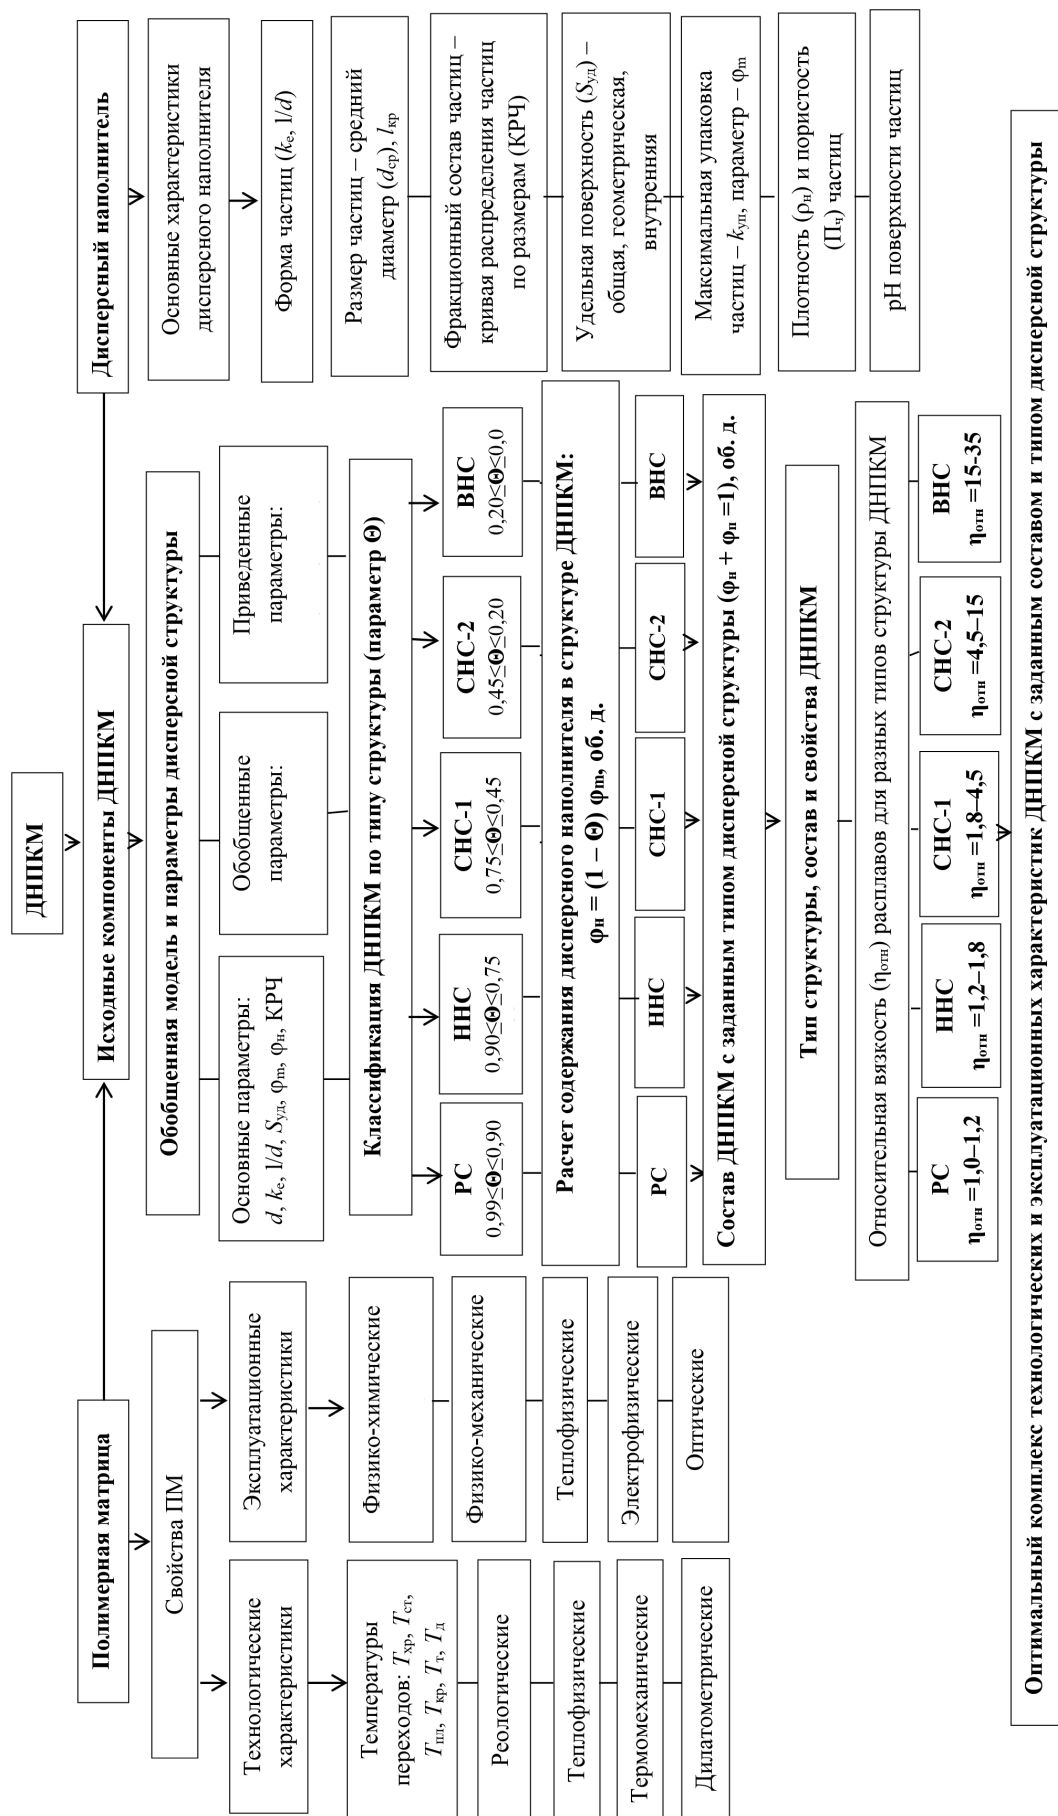 ДНПКМ
Полимерная матрица
Исходные компоненты ДНПКМ
Дисперсный наполнитель
Свойства ПМ
Технологические
характеристики
Эксплуатационные
характеристики
Температуры
переходов: Tхр, Tст,
Tпл, Tкр, Tт, Tд
Реологические
Теплофизические
Термомеханические
Дилатометрические
Физико-химические
Физико-механические
Теплофизические
Электрофизические
Оптические
Обобщенная модель и параметры дисперсной структуры
Основные параметры:
d, kе, l/d, Sуд, φm, φн, КРЧ
Обобщенные
параметры:
Приведенные
параметры:
Классификация ДНПКМ по типу структуры (параметр Θ)
РС
0,99≤Θ≤0,90
ННС
0,90≤Θ≤0,75
СНС-1
0,75≤Θ≤0,45
СНС-2
0,45≤Θ≤0,20
ВНС
0,20≤Θ≤0,0
Расчет содержания дисперсного наполнителя в структуре ДНПКМ:
φн = (1 – Θ) φm, об. д.
РС
ННС
СНС-1
СНС-2
ВНС
Состав ДНПКМ с заданным типом дисперсной структуры (φн + φп =1), об. д.
Тип структуры, состав и свойства ДНПКМ
Относительная вязкость (ηотн) расплавов для разных типов структуры ДНПКМ
РС
ηотн =1,0–1,2
ННС
ηотн =1,2–1,8
СНС-1
ηотн =1,8–4,5
СНС-2
ηотн =4,5–15
ВНС
ηотн =15-35
Основные характеристики
дисперсного наполнителя
Форма частиц (kе, l/d)
Размер частиц – средний
диаметр (dср), lкр
Фракционный состав частиц –
кривая распределения частиц
по размерам (КРЧ)
Удельная поверхность (Sуд) –
общая, геометрическая,
внутренняя
Максимальная упаковка
частиц – kуп, параметр – φm
Плотность (ρн) и пористость
(Пч) частиц
pH поверхности частиц
Оптимальный комплекс технологических и эксплуатационных характеристик ДНПКМ с заданным составом и типом дисперсной структуры